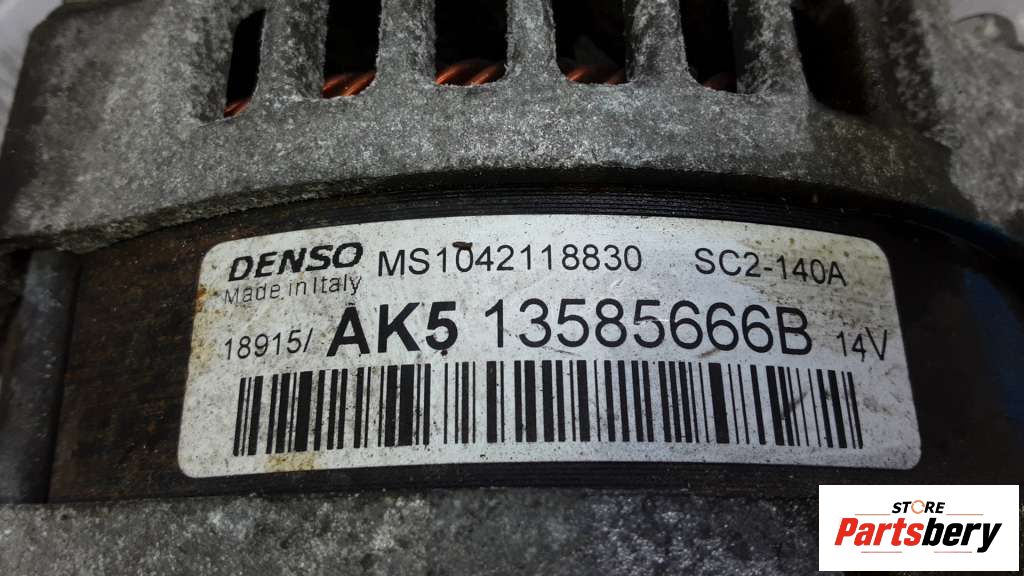 DENSO MS1042118830 SC2-140A
Made in Italy
18915/ AK5 13585666B 14V
STORE
Partsbery